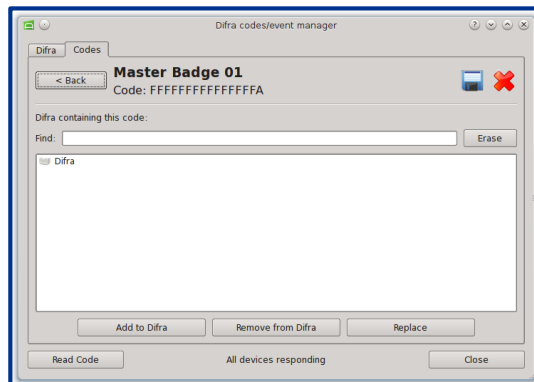 Difra codes/event manager
Difra Codes
< Back
Master Badge 01
Code: FFFFFFFFFFFFFFFA
Difra containing this code:
Find: Erase
Difra
Add to Difra Remove from Difra Replace
Read Code All devices responding Close